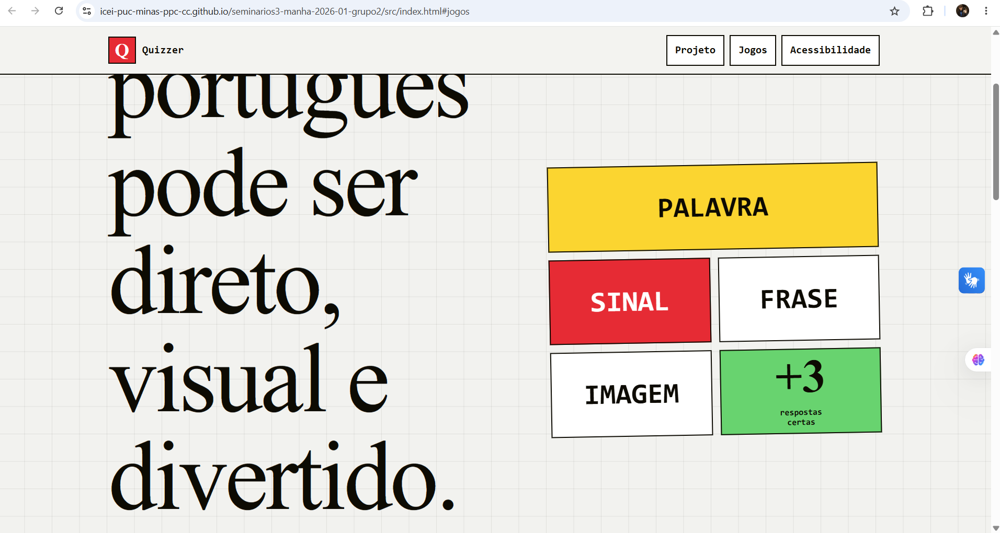 icei-puc-minas-ppc-cc.github.io/seminarios3-manha-2026-01-grupo2/src/index.html#jogos
Q Quizzer
Projeto
Jogos
Acessibilidade
português
pode ser
direto,
visual e
divertido.
PALAVRA
SINAL
FRASE
IMAGEM
+3
respostas
certas